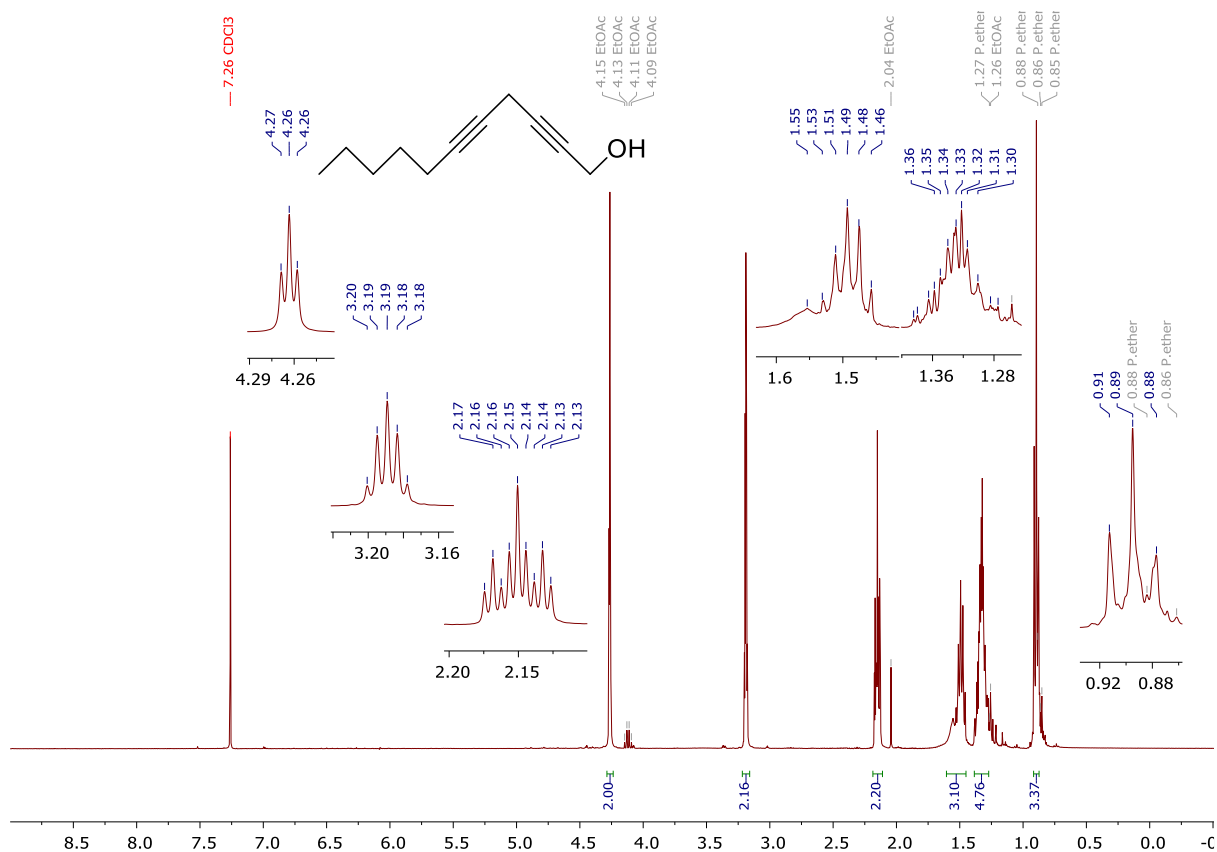 7.26 CDCl3
4.15 EtOAc
4.13 EtOAc
4.11 EtOAc
4.09 EtOAc
2.04 EtOAc
1.27 P.ether
1.26 EtOAc
0.88 P.ether
0.86 P.ether
0.85 P.ether
4.27
4.26
4.26
OH
1.55
1.53
1.51
1.49
1.48
1.46
1.36
1.35
1.34
1.33
1.32
1.31
1.30
4.29 4.26
3.20
3.19
3.19
3.18
3.18
1.6 1.5
1.36 1.28
0.91
0.89
0.88 P.ether
0.88
0.86 P.ether
2.17
2.16
2.16
2.15
2.14
2.14
2.13
2.13
3.20 3.16
2.20 2.15
0.92 0.88
2.00
2.16
2.20
3.10
4.76
3.37
8.5 8.0 7.5 7.0 6.5 6.0 5.5 5.0 4.5 4.0 3.5 3.0 2.5 2.0 1.5 1.0 0.5 0.0